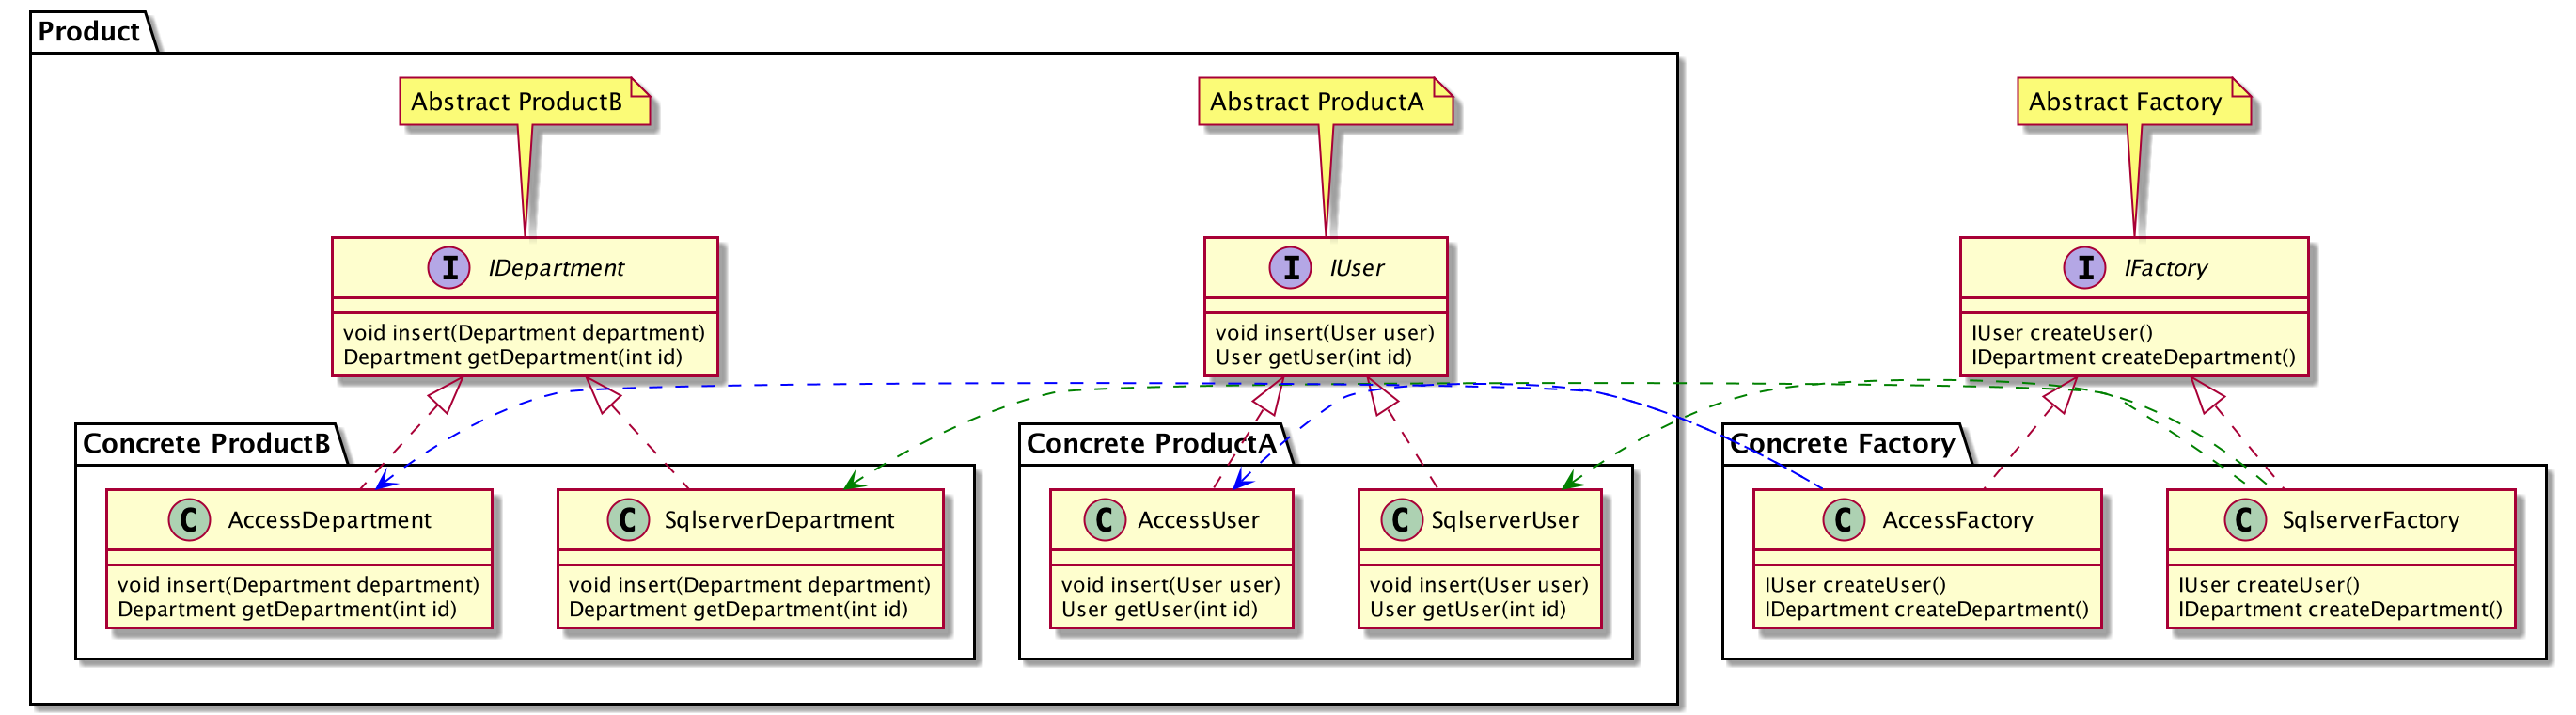 Product
Abstract ProductB
Abstract ProductA
Abstract Factory
I IDepartment
void insert(Department department)
Department getDepartment(int id)
I IUser
void insert(User user)
User getUser(int id)
I IFactory
IUser createUser()
IDepartment createDepartment()
Concrete ProductB
C AccessDepartment
void insert(Department department)
Department getDepartment(int id)
C SqlserverDepartment
void insert(Department department)
Department getDepartment(int id)
Concrete ProductA
C AccessUser
void insert(User user)
User getUser(int id)
C SqlserverUser
void insert(User user)
User getUser(int id)
Concrete Factory
C AccessFactory
IUser createUser()
IDepartment createDepartment()
C SqlserverFactory
IUser createUser()
IDepartment createDepartment()